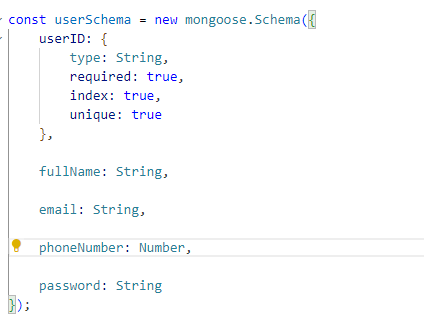 const userSchema = new mongoose.Schema({
userID: {
type: String,
required: true,
index: true,
unique: true
},
fullName: String,
email: String,
phoneNumber: Number,
password: String
});